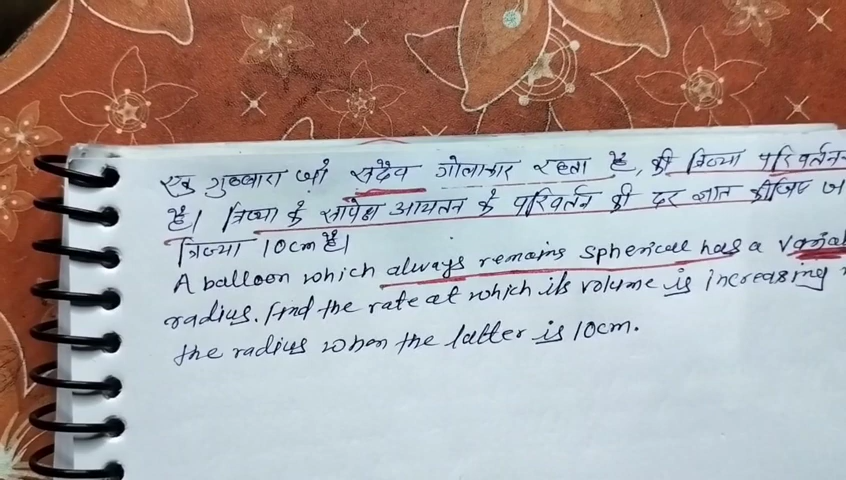 एक गुब्बारा जो सदैव गोलाकार रहता है, की त्रिज्या परिवर्तन
है। त्रिज्या के सापेक्ष आयतन के परिवर्तन की दर ज्ञात कीजिए ज
त्रिज्या 10cm है।
A balloon which always remains spherical has a variab
radius. Find the rate at which its volume is increasing
the radius when the latter is 10cm.